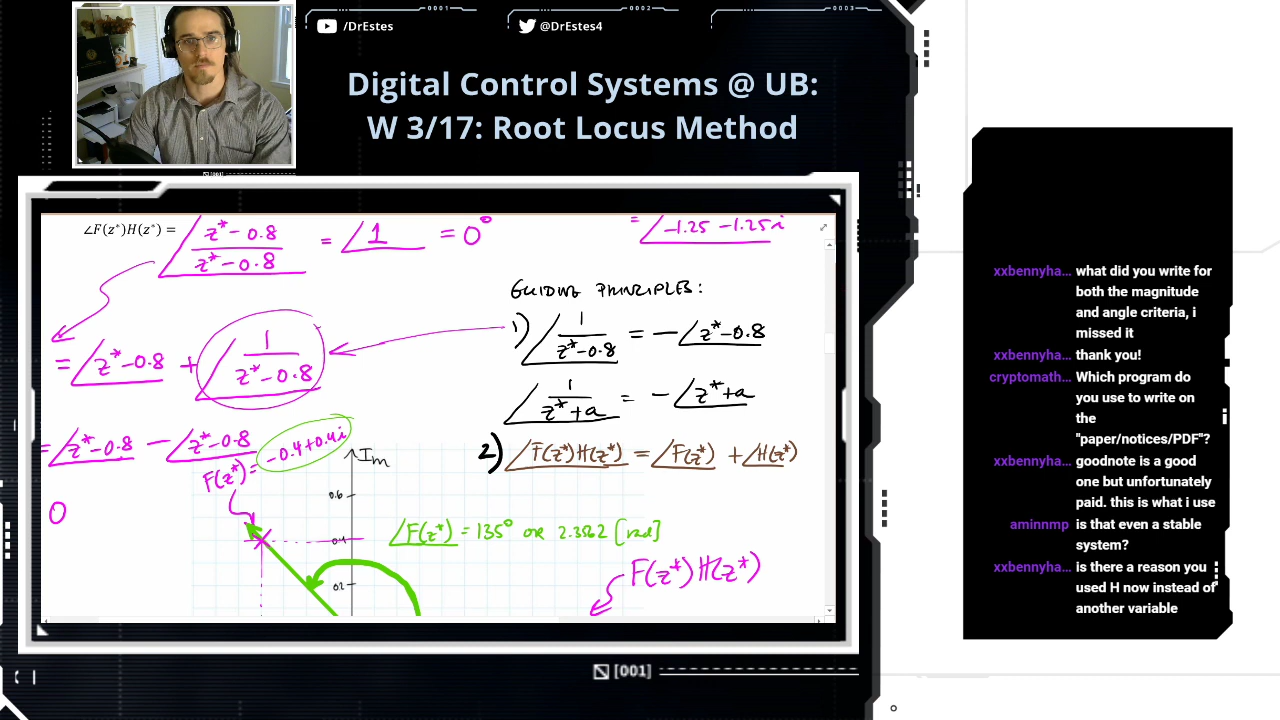 0001
0002
0003
/DrEstes
@DrEstes4
Digital Control Systems @ UB:
W 3/17: Root Locus Method
[001]
∠F(z*)H(z*) = ∠(z*-0.8)/(z*-0.8) = ∠1 = 0°
= ∠-1.25 -1.25i
= ∠z*-0.8 + ∠1/(z*-0.8)
= ∠z*-0.8 - ∠z*-0.8
0
GUIDING PRINCIPLES:
1) ∠1/(z*-0.8) = -∠z*-0.8
∠1/(z*+a) = -∠z*+a
2) ∠F(z*)H(z*) = ∠F(z*) + ∠H(z*)
F(z*) = -0.4+0.4i
Im
0.6
0.4
0.2
∠F(z*) = 135° or 2.3562 [rad]
F(z*)H(z*)
[001]
xxbennyha… what did you write for
both the magnitude
and angle criteria, i
missed it
xxbennyha… thank you!
cryptomath… Which program do
you use to write on
the
"paper/notices/PDF"?
xxbennyha… goodnote is a good
one but unfortunately
paid. this is what i use
aminnmp is that even a stable
system?
xxbennyha… is there a reason you
used H now instead of
another variable